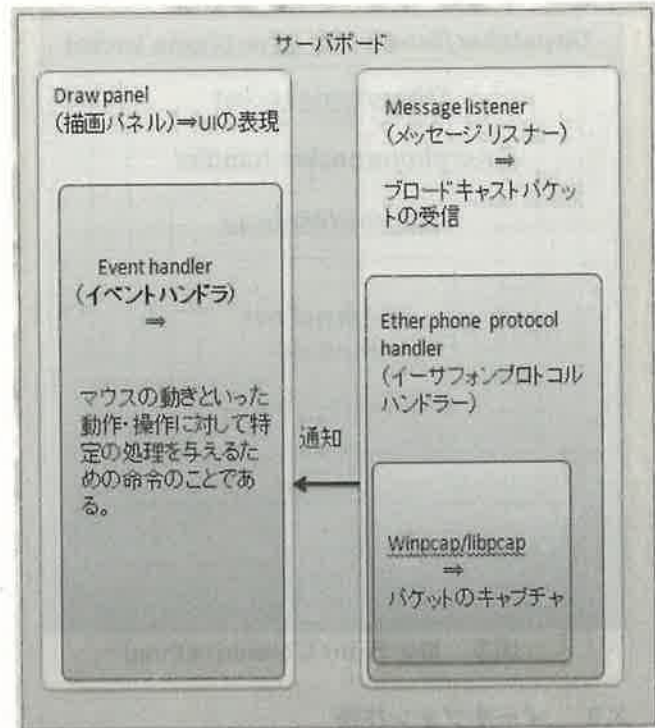 サーバボード
Draw panel
(描画パネル)⇒UIの表現
Event handler
(イベントハンドラ)
⇒
マウスの動きといった
動作・操作に対して特
定の処理を与えるた
めの命令のことであ
る。
通知
Message listener
(メッセージリスナー)
⇒
ブロードキャストパケッ
トの受信
Ether phone protocol
handler
(イーサフォンプロトコル
ハンドラー)
Winpcap/libpcap
⇒
パケットのキャプチャ